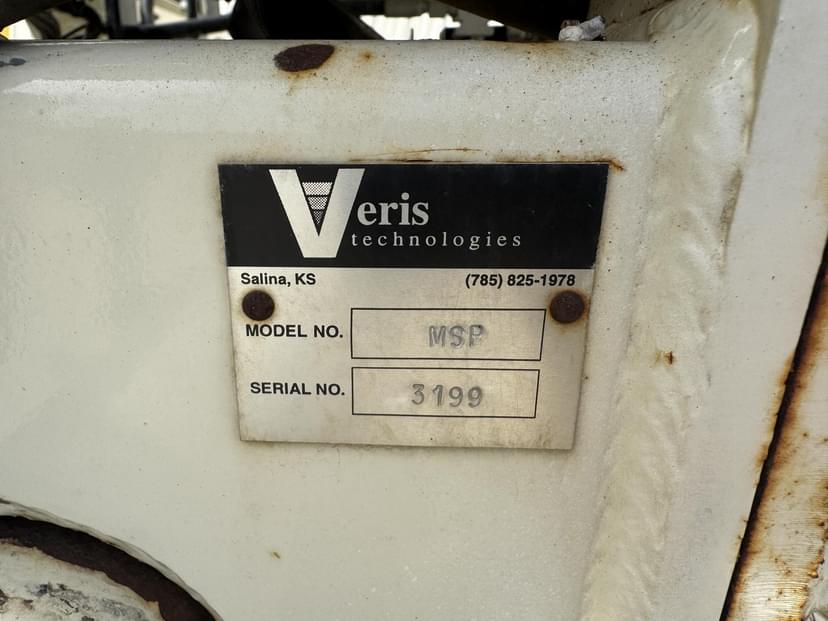 Veris
technologies
Salina, KS (785) 825-1978
MODEL NO. MSP
SERIAL NO. 3199